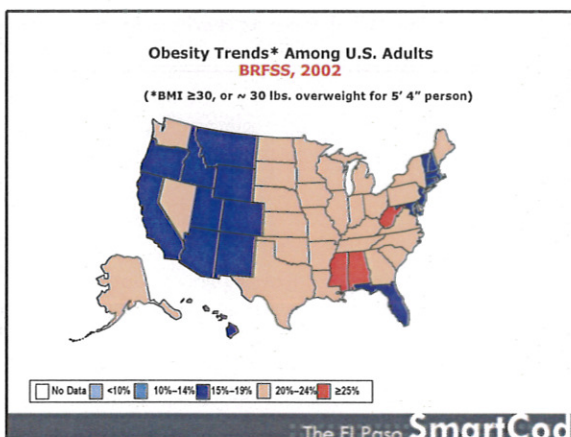 Obesity Trends* Among U.S. Adults
BRFSS, 2002
(*BMI ≥30, or ~ 30 lbs. overweight for 5' 4" person)
No Data <10% 10%–14% 15%–19% 20%–24% ≥25%
The El Paso SmartCod